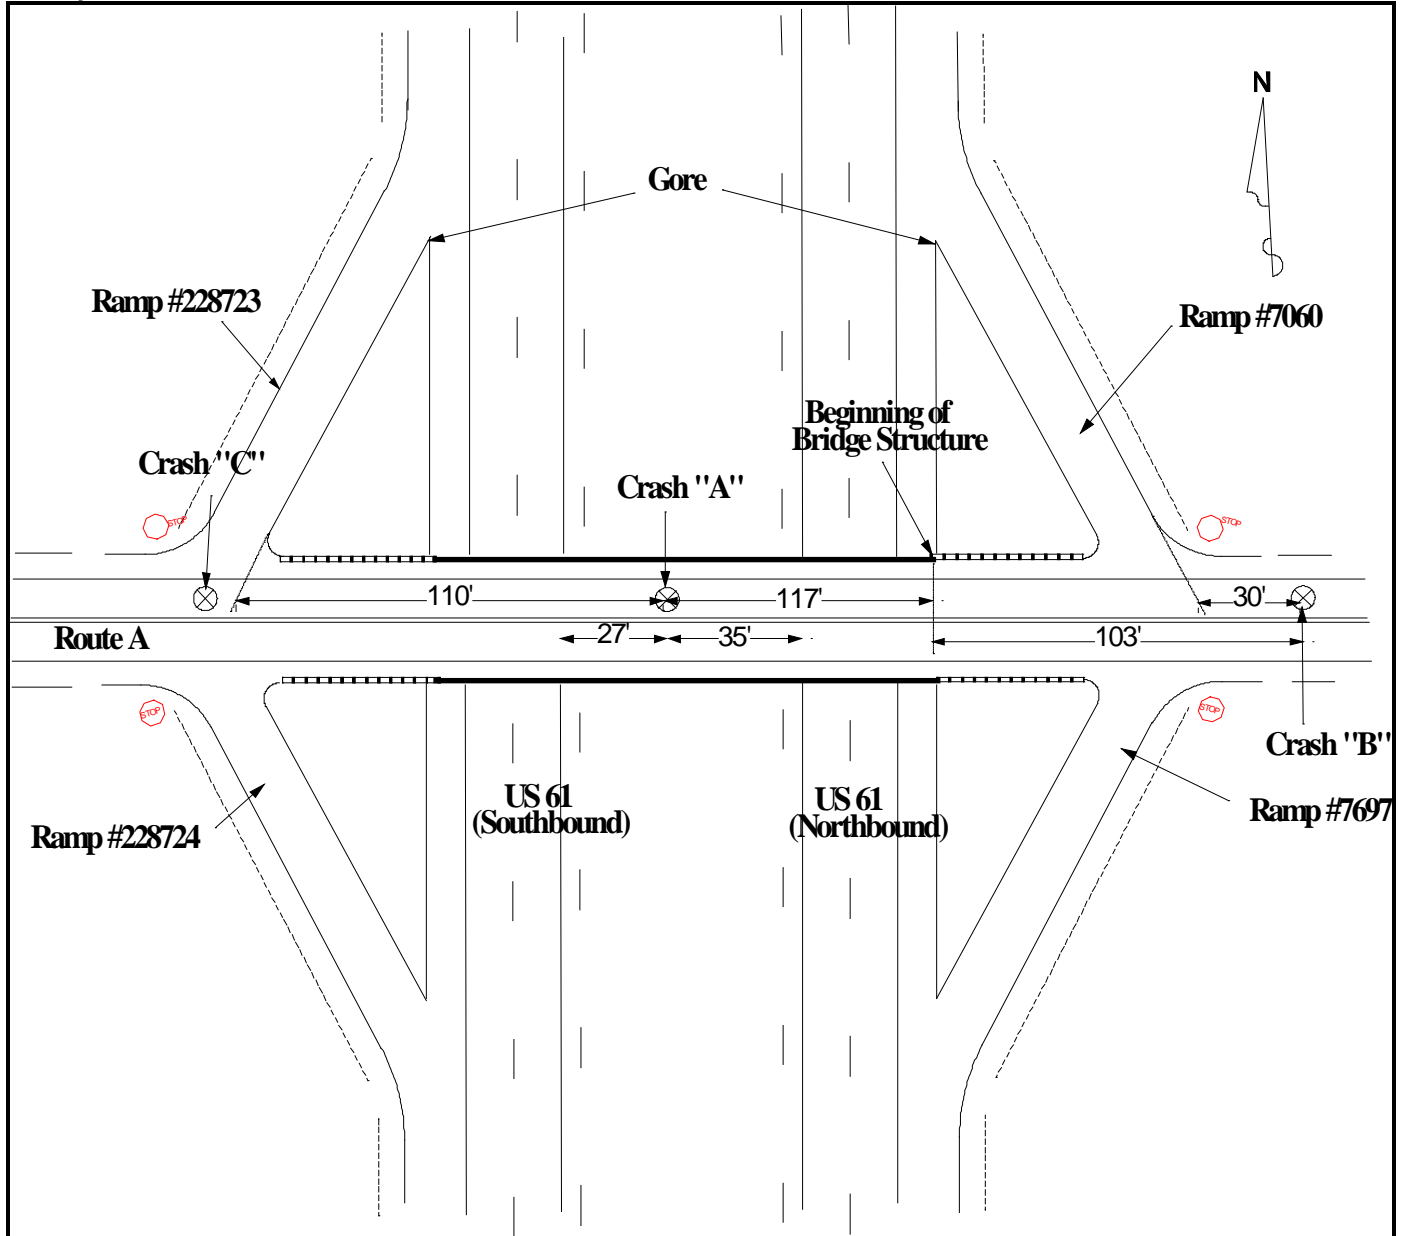 N
Gore
Ramp #228723
Ramp #7060
Beginning of
Bridge Structure
Crash "C"
Crash "A"
STOP
STOP
110'
117'
30'
Route A
27'
35'
103'
STOP
STOP
Crash "B"
US 61
(Southbound)
US 61
(Northbound)
Ramp #228724
Ramp #7697